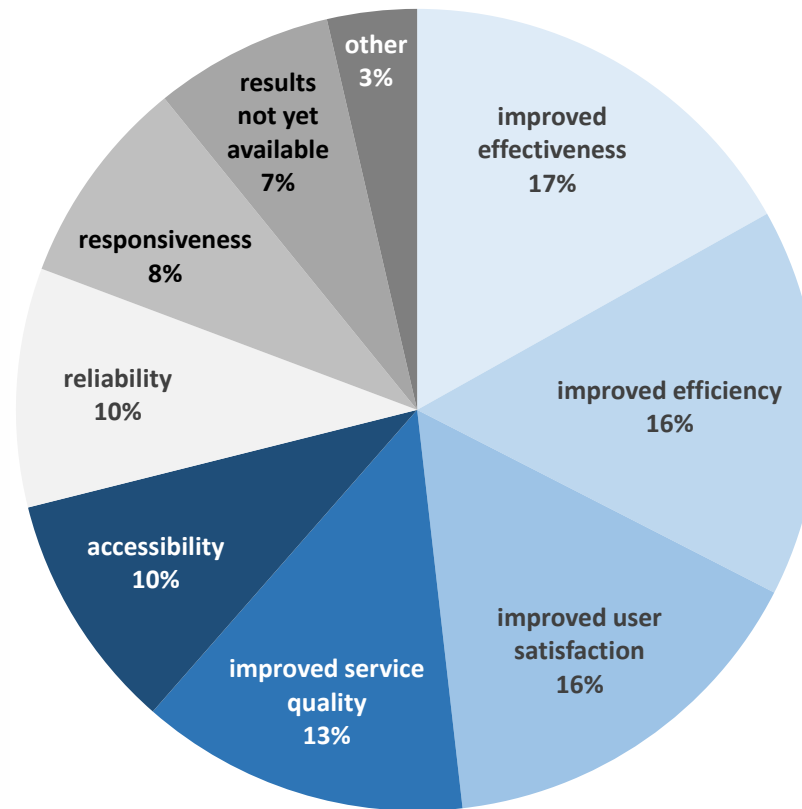 improved
effectiveness
17%
improved efficiency
16%
improved user
satisfaction
16%
improved service
quality
13%
accessibility
10%
reliability
10%
responsiveness
8%
results
not yet
available
7%
other
3%